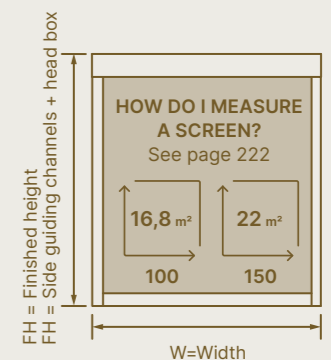 FH = Finished height
FH = Side guiding channels + head box
HOW DO I MEASURE
A SCREEN?
See page 222
16,8 m²
22 m²
100
150
W=Width